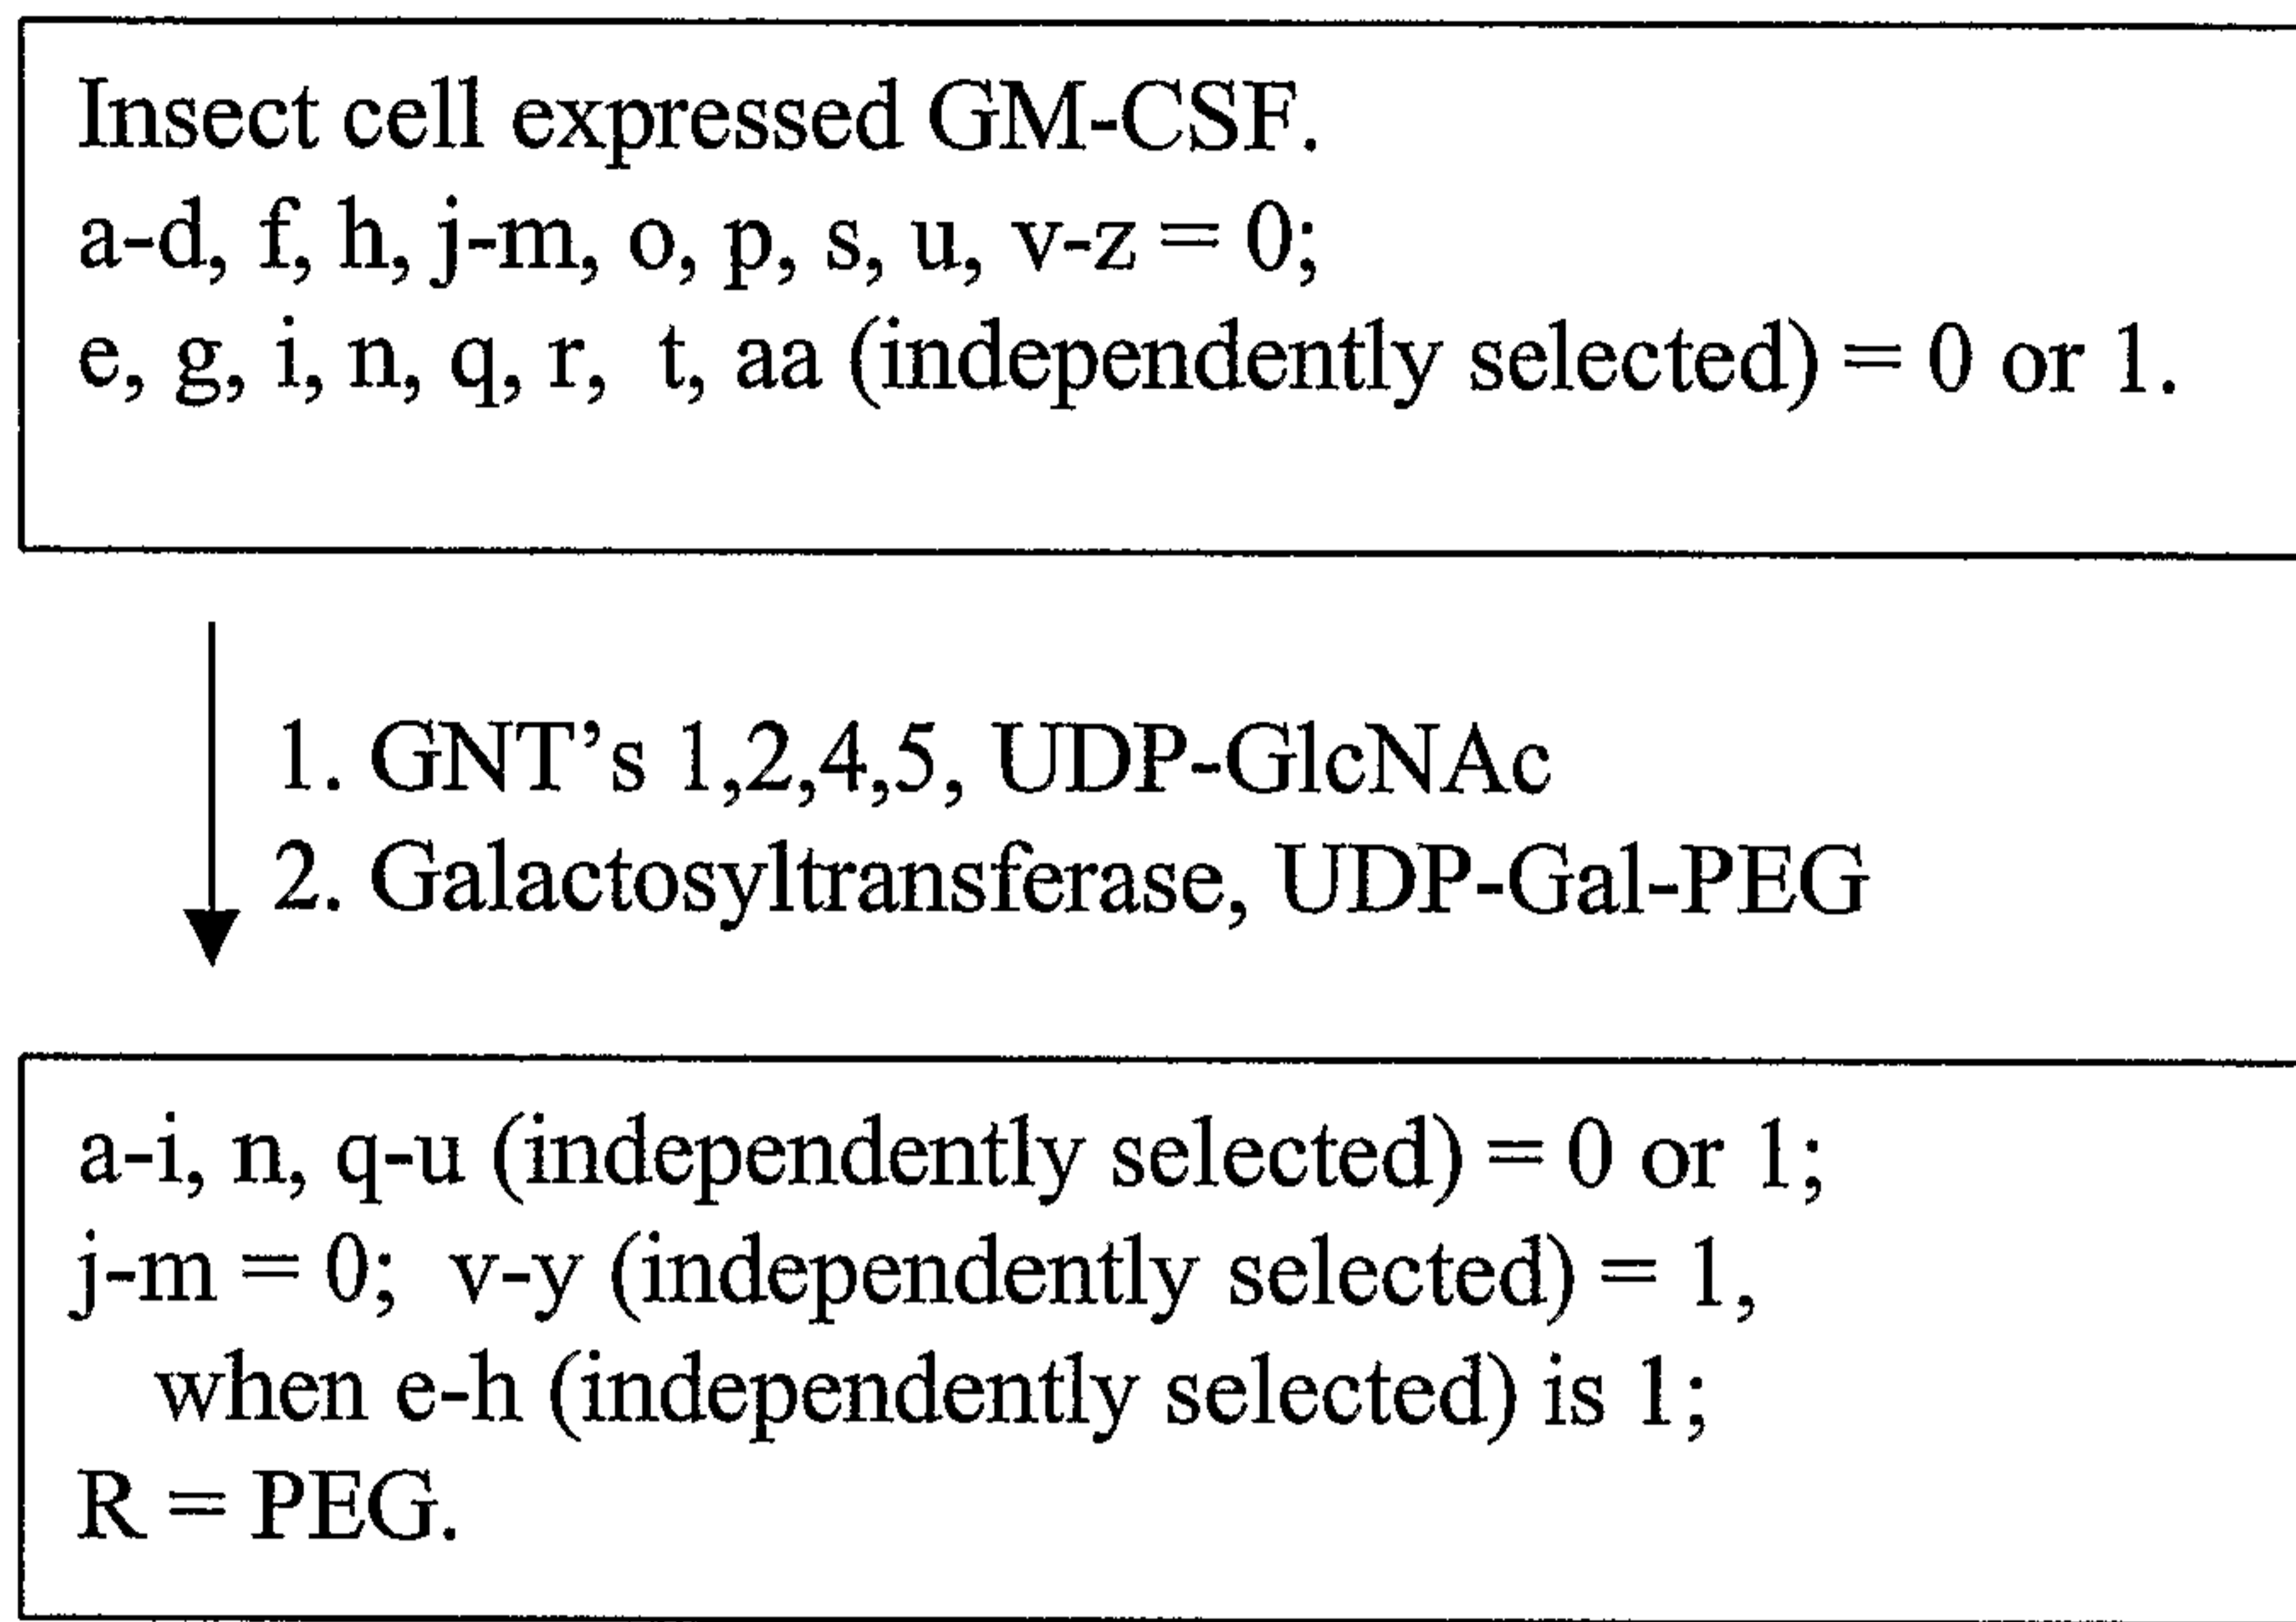 Insect cell expressed GM-CSF.
a-d, f, h, j-m, o, p, s, u, v-z = 0;
e, g, i, n, q, r, t, aa (independently selected) = 0 or 1.
1. GNT's 1,2,4,5, UDP-GlcNAc
2. Galactosyltransferase, UDP-Gal-PEG
a-i, n, q-u (independently selected) = 0 or 1;
j-m = 0; v-y (independently selected) = 1,
when e-h (independently selected) is 1;
R = PEG.